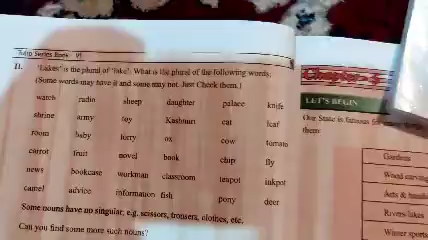 Tulip Series Book - VI
11. 'Lakes' is the plural of 'lake'. What is the plural of the following words.
(Some words may have it and some may not. Just Check them.)
watch radio sheep daughter palace knife
shrine army toy Kashmiri cat leaf
room baby lorry ox cow tomato
carrot fruit novel book chip fly
news bookcase workman classroom teapot inkpot
camel advice information fish pony deer
Some nouns have no singular, e.g. scissors, trousers, clothes, etc.
Can you find some more such nouns?
Chapter-5
LET'S BEGIN
Our State is famous
them:
Gardens
Wood carving
Arts &
Rivers lakes
Winter sports